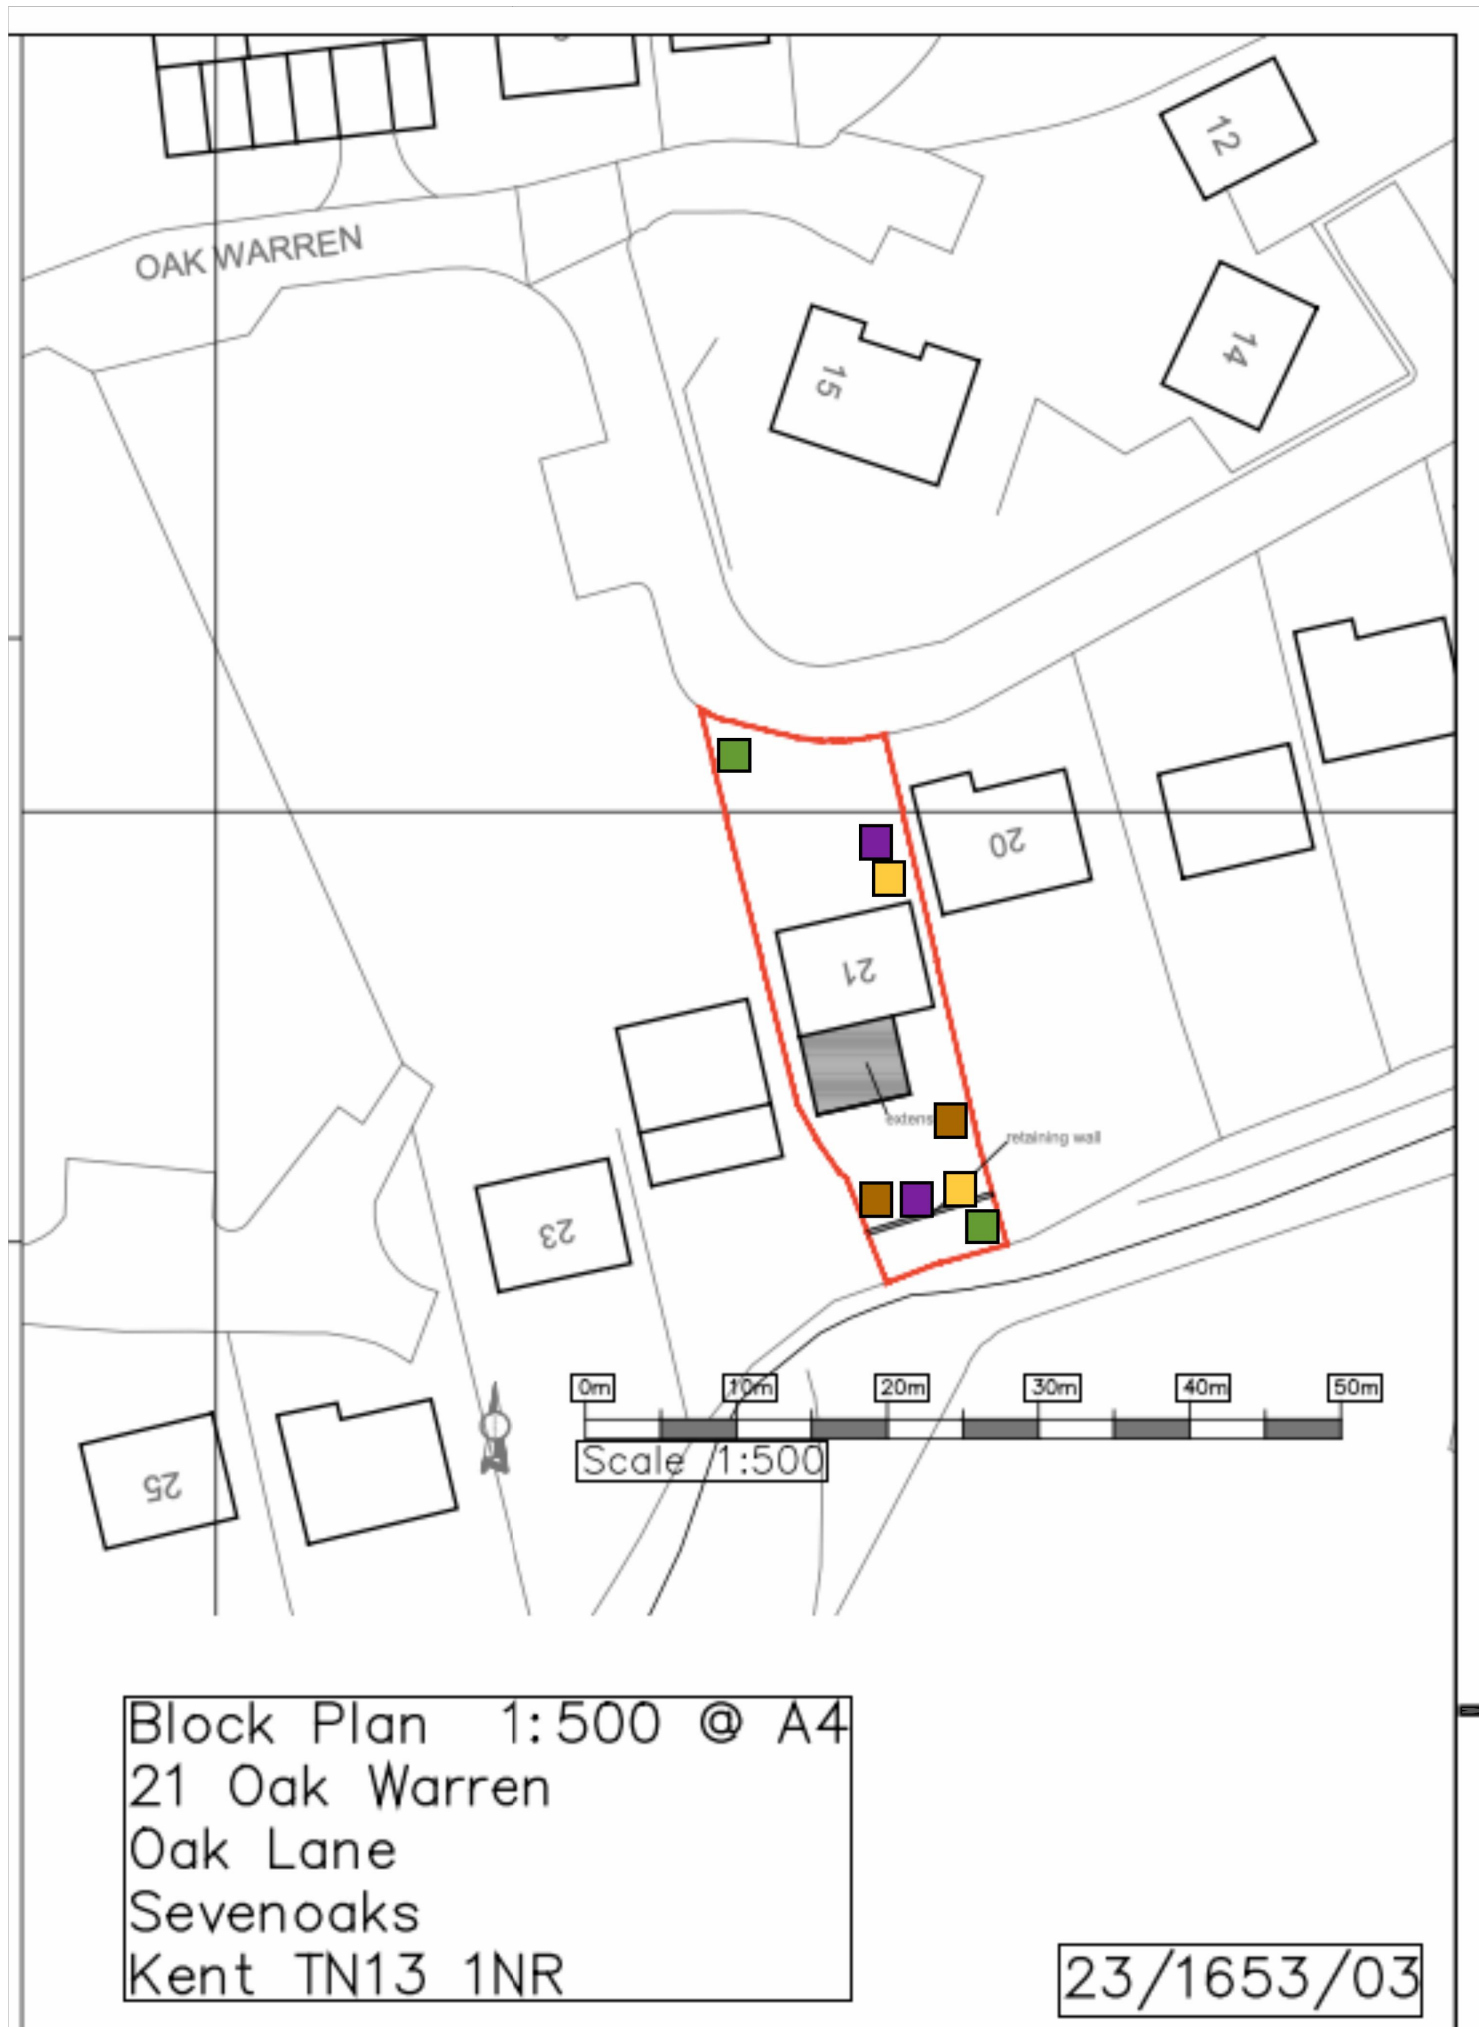 12
OAK WARREN
14
15
20
21
extens
retaining wall
23
0m 10m 20m 30m 40m 50m
Scale 1:500
25
Block Plan 1:500 @ A4
21 Oak Warren
Oak Lane
Sevenoaks
Kent TN13 1NR
23/1653/03